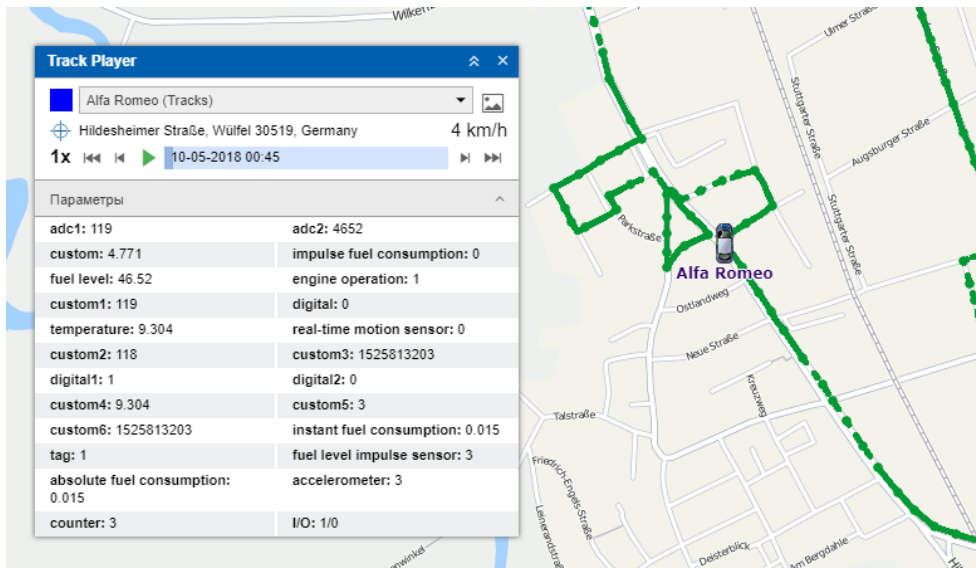 Track Player
Alfa Romeo (Tracks)
Hildesheimer Straße, Wülfel 30519, Germany
4 km/h
1x
10-05-2018 00:45
Параметры
adc1: 119
adc2: 4652
custom: 4.771
impulse fuel consumption: 0
fuel level: 46.52
engine operation: 1
custom1: 119
digital: 0
temperature: 9.304
real-time motion sensor: 0
custom2: 118
custom3: 1525813203
digital1: 1
digital2: 0
custom4: 9.304
custom5: 3
custom6: 1525813203
instant fuel consumption: 0.015
tag: 1
fuel level impulse sensor: 3
absolute fuel consumption:
0.015
accelerometer: 3
counter: 3
I/O: 1/0
Ulmer Straße
Stuttgarter Straße
Augsburger Straße
Parkstraße
Alfa Romeo
Stuttgarter Straße
Ostlandweg
Neue Straße
Kreuzweg
Talstraße
Friedrich-Engels-Straße
Leinerandstraße
Deisterblick
Am Bergdahle